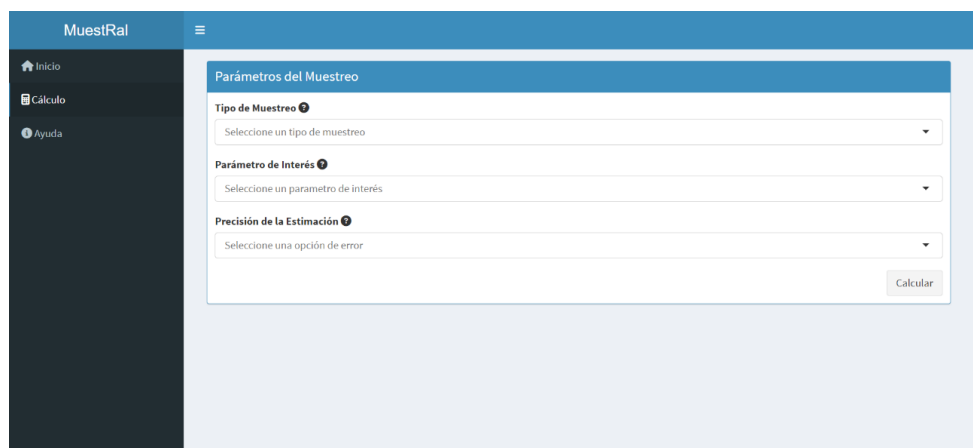 MuestRal
Inicio
Cálculo
Ayuda
Parámetros del Muestreo
Tipo de Muestreo
Seleccione un tipo de muestreo
Parámetro de Interés
Seleccione un parametro de interés
Precisión de la Estimación
Seleccione una opción de error
Calcular